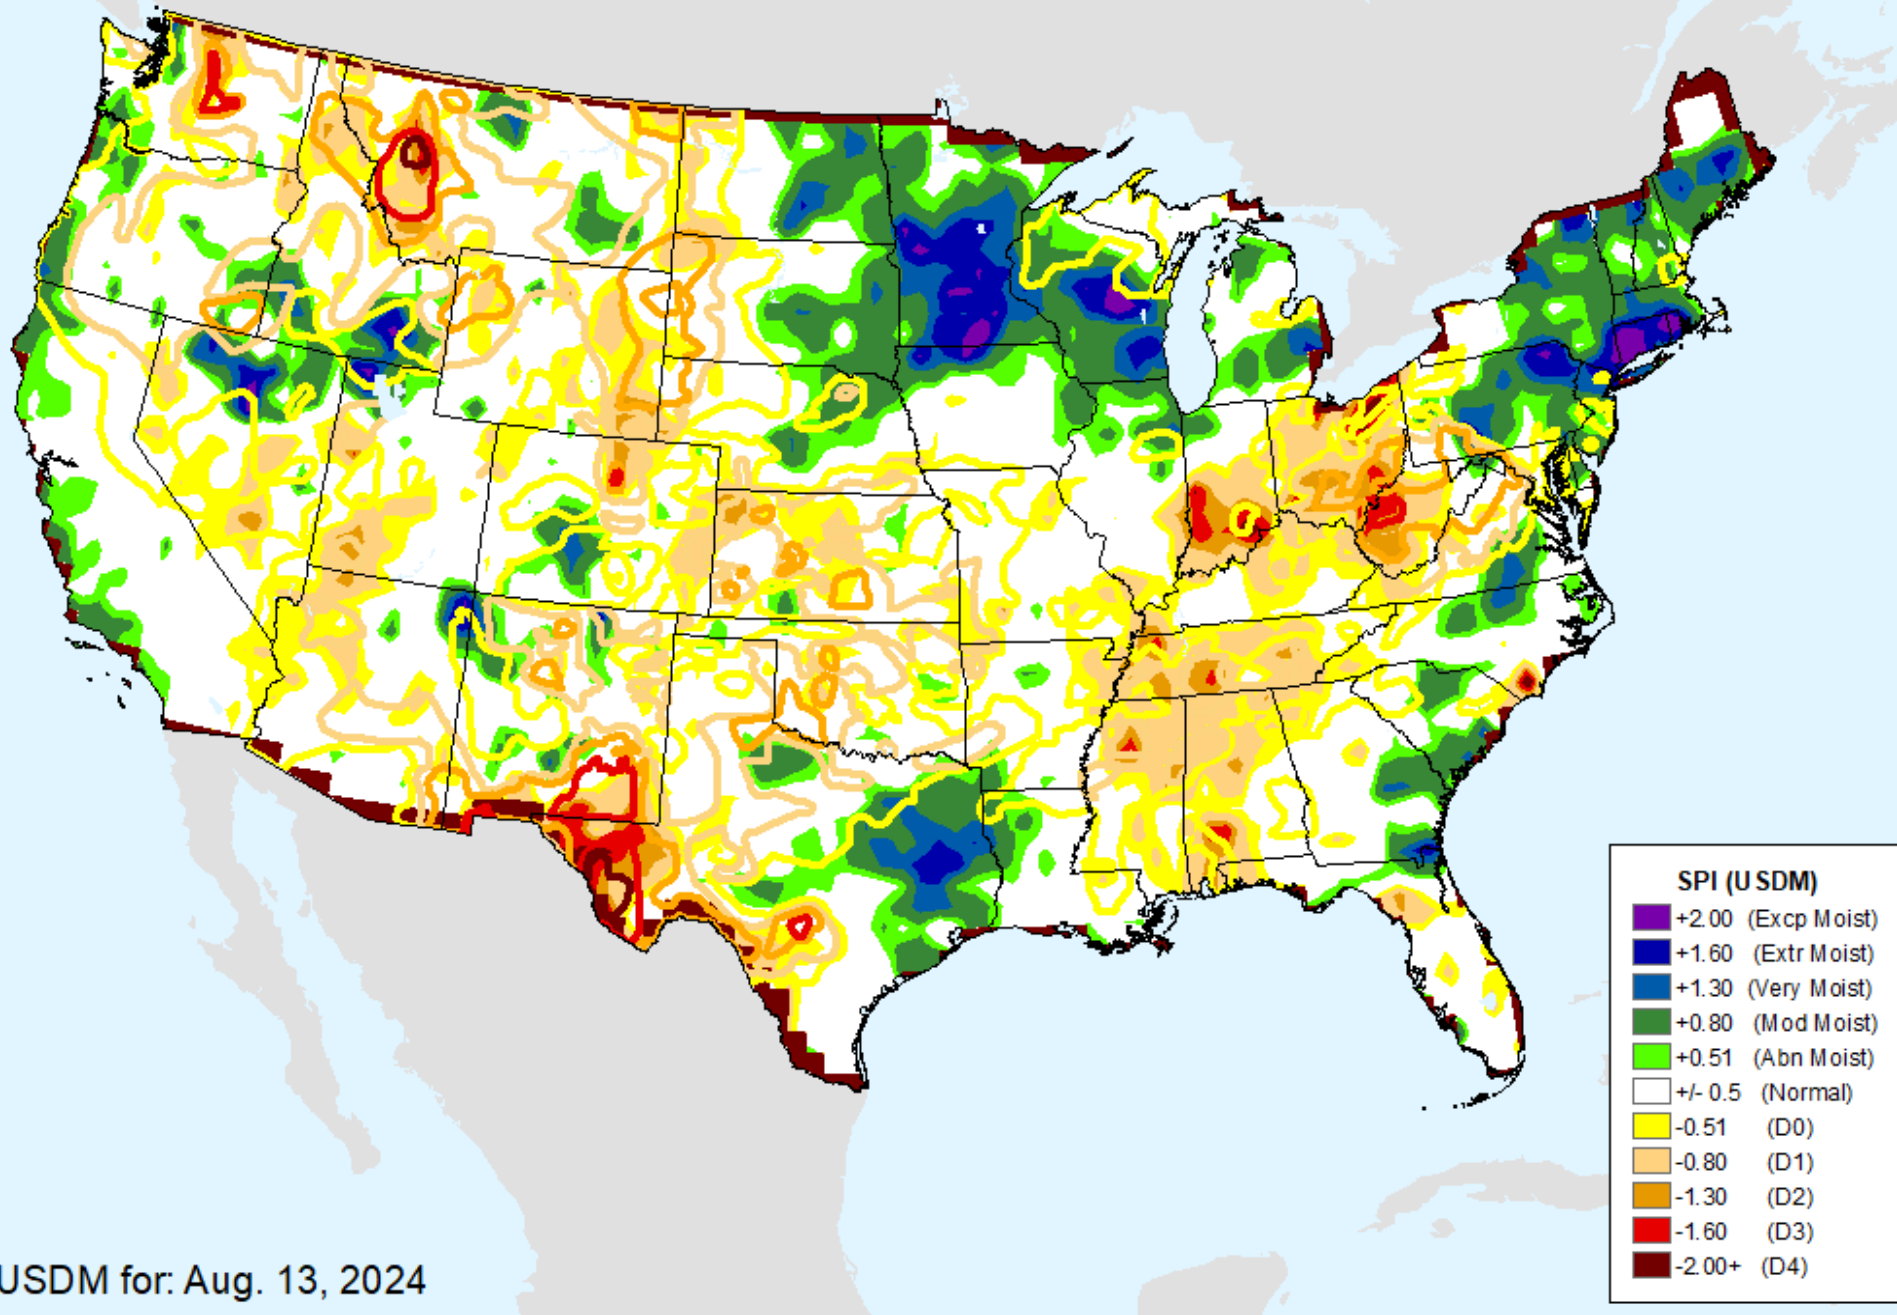 SPI (USDM)
+2.00 (Excp Moist)
+1.60 (Extr Moist)
+1.30 (Very Moist)
+0.80 (Mod Moist)
+0.51 (Abn Moist)
+/- 0.5 (Normal)
-0.51 (D0)
-0.80 (D1)
-1.30 (D2)
-1.60 (D3)
-2.00+ (D4)
USDM for: Aug. 13, 2024